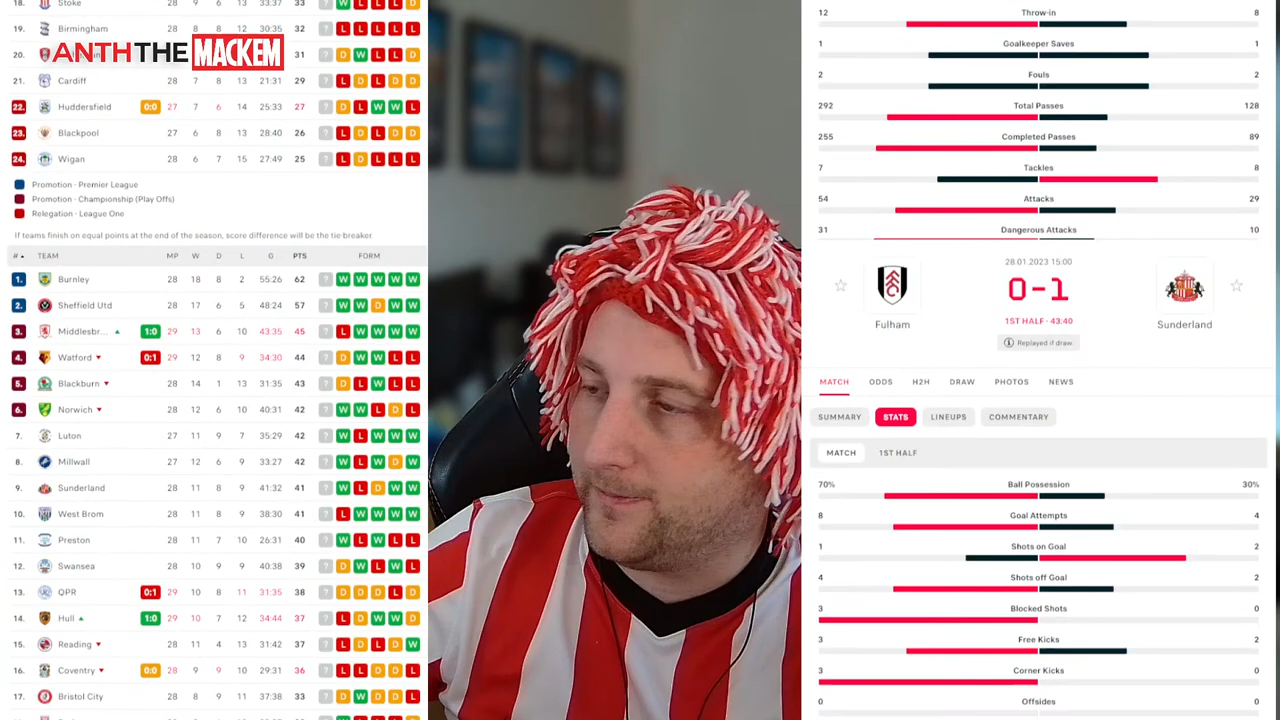 18. Stoke 28 9 6 13 33:37 33 ? W L L L D
19. Birmingham 28 8 8 12 30:35 32 ? L L L L L
20. 31 ? D W L L D
ANTHTHEMACKEM
21. Cardiff 28 7 8 13 21:31 29 ? L D L D D
22. Huddersfield 0:0 27 7 6 14 25:33 27 ? D L W W L
23. Blackpool 27 6 8 13 28:40 26 ? L D L D D
24. Wigan 28 6 7 15 27:49 25 ? L D L L L
Promotion - Premier League
Promotion - Championship (Play Offs)
Relegation - League One
If teams finish on equal points at the end of the season, score difference will be the tie-breaker.
# TEAM MP W D L G PTS FORM
1. Burnley 28 18 8 2 55:26 62 ? W W W W W
2. Sheffield Utd 28 17 6 5 48:24 57 ? W W D W W
3. Middlesbr... 1:0 29 13 6 10 43:35 45 ? L W W W W
4. Watford 0:1 29 12 8 9 34:30 44 ? D W W L L
5. Blackburn 28 14 1 13 31:35 43 ? D L W L W
6. Norwich 28 12 6 10 40:31 42 ? W W L D L
7. Luton 27 11 9 7 35:29 42 ? W L W W W
8. Millwall 27 12 6 9 33:27 42 ? W L W D W
9. Sunderland 28 11 8 9 41:32 41 ? W L D W W
10. West Brom 28 11 8 9 38:30 41 ? L W W W W
11. Preston 28 11 7 10 26:31 40 ? W L W L L
12. Swansea 28 10 9 9 40:38 39 ? W D L W L
13. QPR 0:1 29 10 8 11 31:35 38 ? D D D L D
14. Hull 1:0 29 10 7 12 34:44 37 ? L D W W D
15. Reading 28 11 4 13 31:42 37 ? L D L D W
16. Coventry 0:0 28 9 9 10 29:31 36 ? L L D D L
17. Bristol City 28 8 9 11 37:38 33 ? D W D D L
12 Throw-in 8
1 Goalkeeper Saves 1
2 Fouls 2
292 Total Passes 128
255 Completed Passes 89
7 Tackles 8
54 Attacks 29
31 Dangerous Attacks 10
28.01.2023 15:00
0-1
1ST HALF - 43:40
Fulham Sunderland
Replayed if draw.
MATCH ODDS H2H DRAW PHOTOS NEWS
SUMMARY STATS LINEUPS COMMENTARY
MATCH 1ST HALF
70% Ball Possession 30%
8 Goal Attempts 4
1 Shots on Goal 2
4 Shots off Goal 2
3 Blocked Shots 0
3 Free Kicks 2
3 Corner Kicks 0
0 Offsides 0